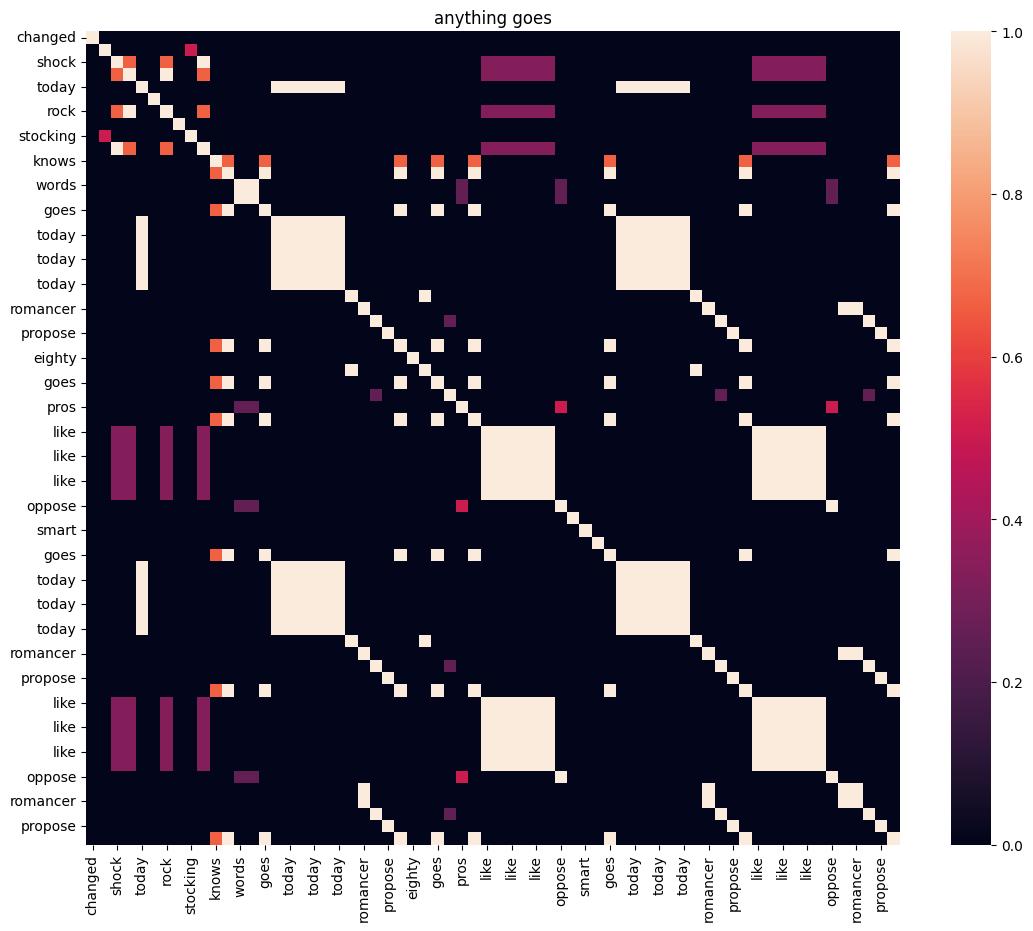 anything goes
changed
shock
today
rock
stocking
knows
words
goes
today
today
today
romancer
propose
eighty
goes
pros
like
like
like
oppose
smart
goes
today
today
today
romancer
propose
like
like
like
oppose
romancer
propose
changed
shock
today
rock
stocking
knows
words
goes
today
today
today
romancer
propose
eighty
goes
pros
like
like
like
oppose
smart
goes
today
today
today
romancer
propose
like
like
like
oppose
romancer
propose
1.0
0.8
0.6
0.4
0.2
0.0